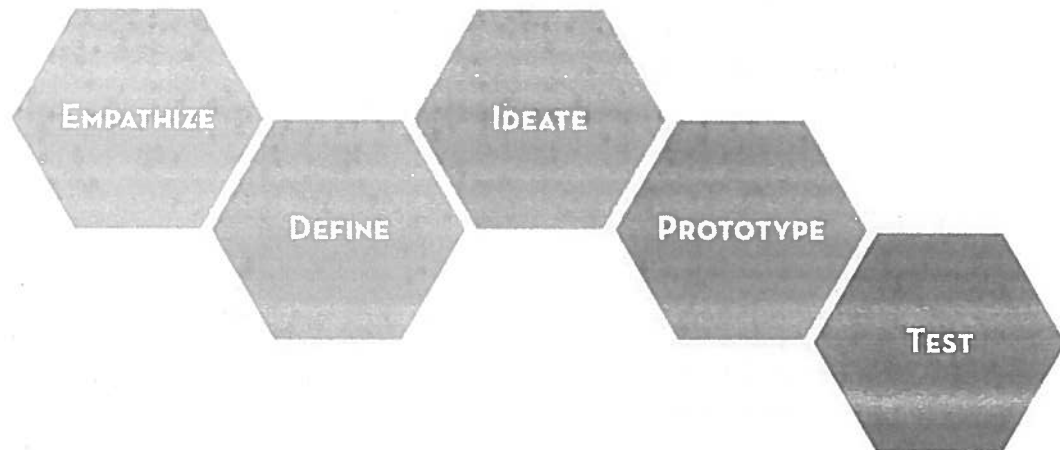 EMPATHIZE
DEFINE
IDEATE
PROTOTYPE
TEST